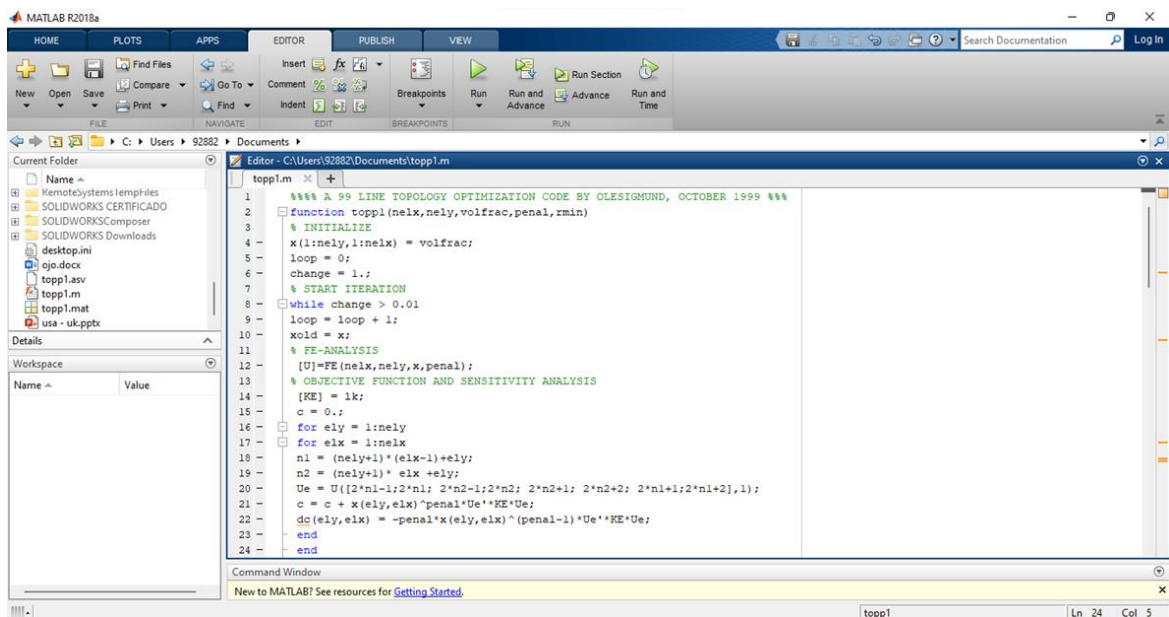 MATLAB R2018a
HOME PLOTS APPS EDITOR PUBLISH VIEW
Search Documentation Log In
New Open Save Find Files Compare Print
Go To Find
Insert fx Comment Indent
Breakpoints Run Run and Advance Run Section Advance Run and Time
FILE NAVIGATE EDIT BREAKPOINTS RUN
C: Users 92882 Documents
Current Folder
Name
RemoteSystemsTempFiles
SOLIDWORKS CERTIFICADO
SOLIDWORKSComposer
SOLIDWORKS Downloads
desktop.ini
ojo.docx
topp1.asv
topp1.m
topp1.mat
usa - uk.pptx
Details
Workspace
Name Value
Editor - C:\Users\92882\Documents\topp1.m
topp1.m
1 %%%% A 99 LINE TOPOLOGY OPTIMIZATION CODE BY OLESIGMUND, OCTOBER 1999 %%%
2 function topp1(nelx,nely,volfrac,penal,rmin)
3 % INITIALIZE
4 - x(1:nely,1:nelx) = volfrac;
5 - loop = 0;
6 - change = 1.;
7 % START ITERATION
8 - while change > 0.01
9 - loop = loop + 1;
10 - xold = x;
11 % FE-ANALYSIS
12 - [U]=FE(nelx,nely,x,penal);
13 % OBJECTIVE FUNCTION AND SENSITIVITY ANALYSIS
14 - [KE] = lk;
15 - c = 0.;
16 - for ely = 1:nely
17 - for elx = 1:nelx
18 - n1 = (nely+1)*(elx-1)+ely;
19 - n2 = (nely+1)* elx +ely;
20 - Ue = U([2*n1-1;2*n1; 2*n2-1;2*n2; 2*n2+1; 2*n2+2; 2*n1+1;2*n1+2],1);
21 - c = c + x(ely,elx)^penal*Ue'*KE*Ue;
22 - dc(ely,elx) = -penal*x(ely,elx)^(penal-1)*Ue'*KE*Ue;
23 - end
24 - end
Command Window
New to MATLAB? See resources for Getting Started.
topp1 Ln 24 Col 5